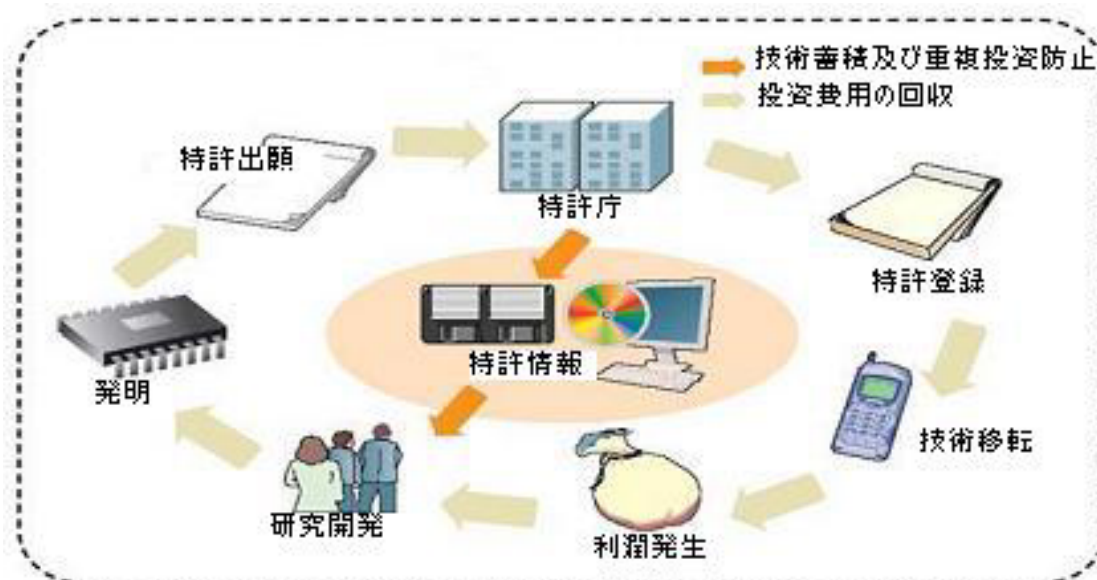 技術蓄積及び重複投資防止
投資費用の回収
特許出願
特許庁
特許登録
特許情報
発明
技術移転
研究開発
利潤発生